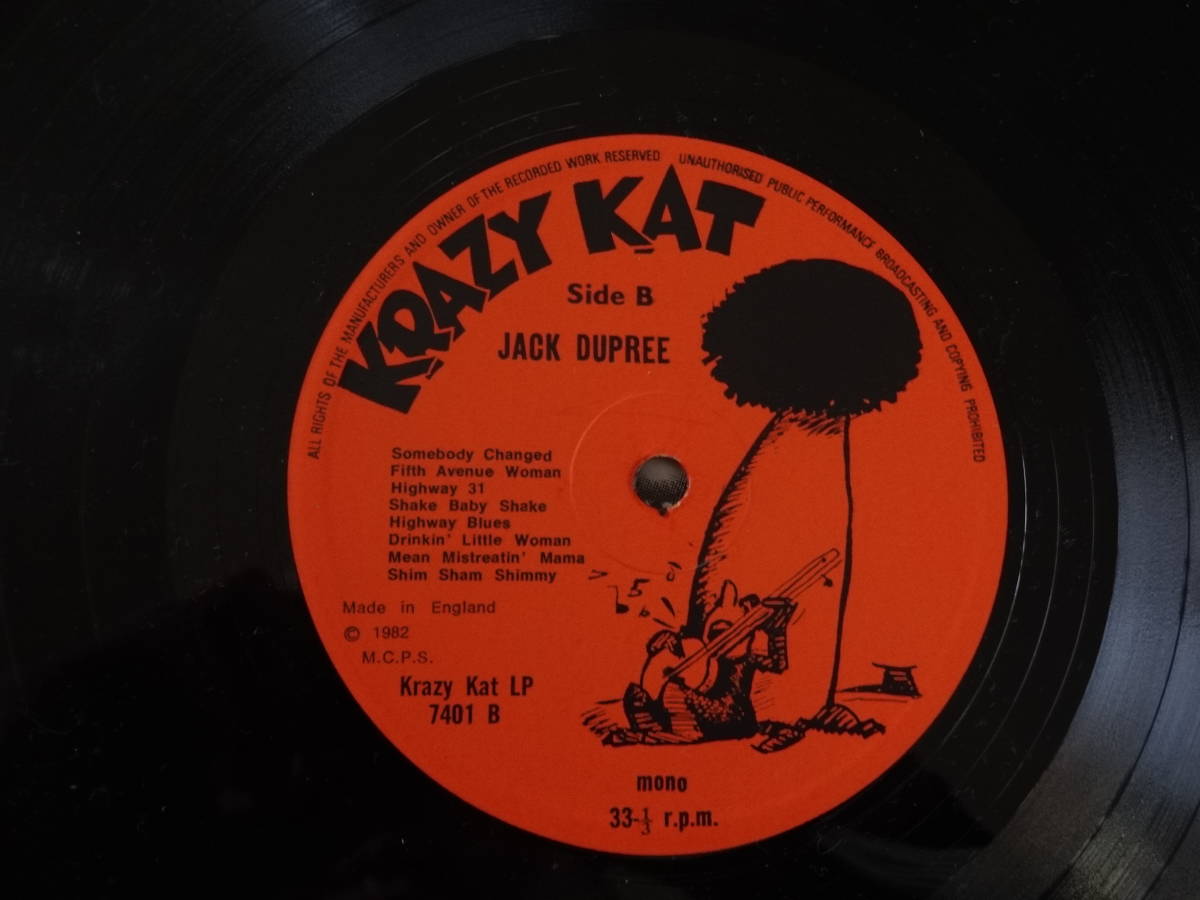 ALL RIGHTS OF THE MANUFACTURERS AND OWNER OF THE RECORDED WORK RESERVED UNAUTHORISED PUBLIC PERFORMANCE BROADCASTING AND COPYING PROHIBITED
KRAZY KAT
Side B
JACK DUPREE
Somebody Changed
Fifth Avenue Woman
Highway 31
Shake Baby Shake
Highway Blues
Drinkin' Little Woman
Mean Mistreatin' Mama
Shim Sham Shimmy
Made in England
© 1982
M.C.P.S.
Krazy Kat LP
7401 B
mono
33-⅓ r.p.m.